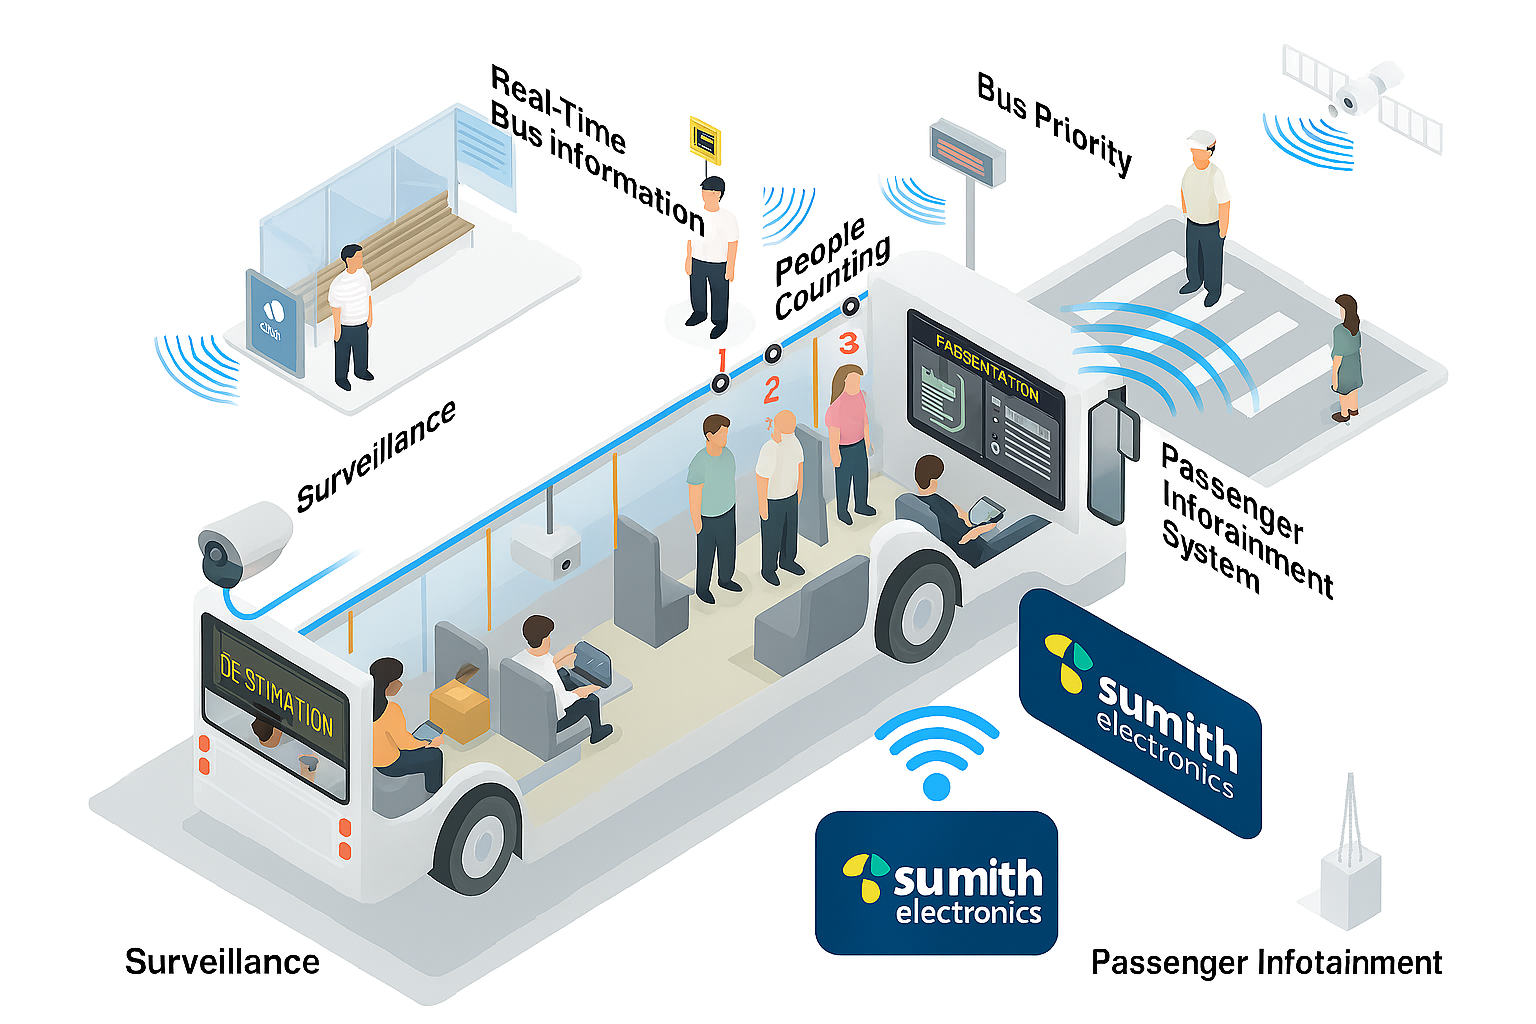 Real-Time
Bus information
Bus Priority
People
Counting
1
2
3
FABSENTATION
Surveillance
Passenger
Inforainment
System
DE STIMATION
sumith
electronics
sumith
electronics
Surveillance
Passenger Infotainment